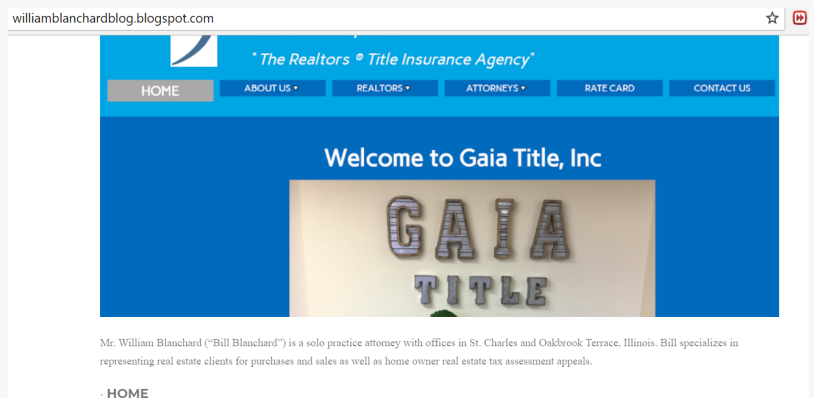 williamblanchardblog.blogspot.com
" The Realtors ® Title Insurance Agency"
HOME ABOUT US ▾ REALTORS ▾ ATTORNEYS ▾ RATE CARD CONTACT US
Welcome to Gaia Title, Inc
GAIA
TITLE
Mr. William Blanchard (“Bill Blanchard”) is a solo practice attorney with offices in St. Charles and Oakbrook Terrace, Illinois. Bill specializes in
representing real estate clients for purchases and sales as well as home owner real estate tax assessment appeals.
· HOME